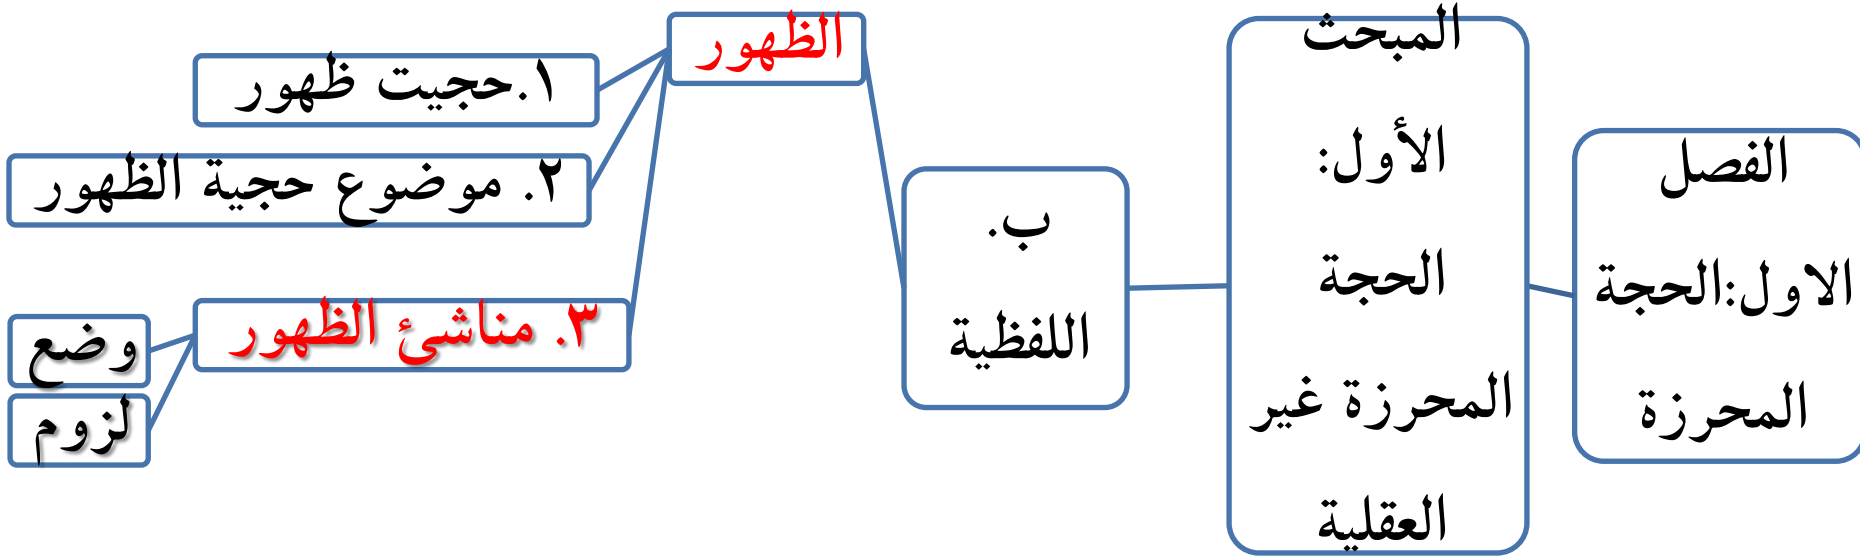 الفصل
الاول:الحجة
المحرزة
المبحث
الأول:
الحجة
المحرزة غير
العقلية
ب.
اللفظية
الظهور
١.حجيت ظهور
٢. موضوع حجية الظهور
٣. مناشئ الظهور
وضع
لزوم